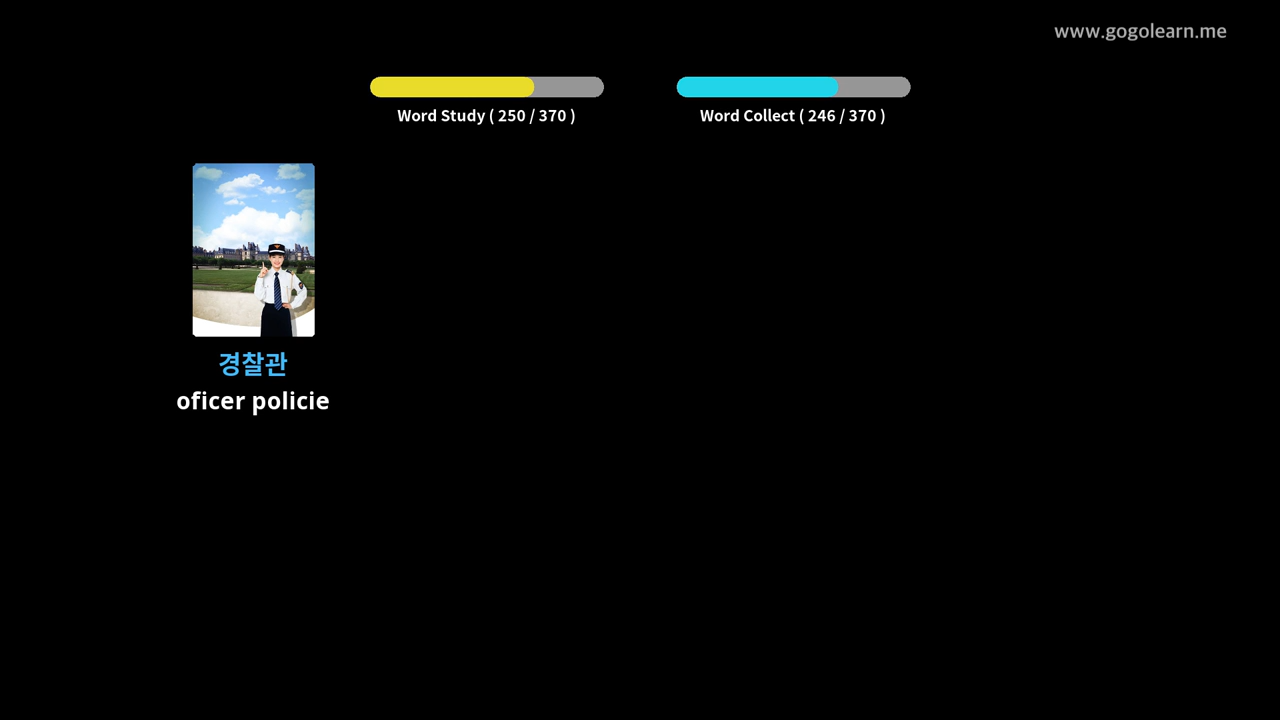 www.gogolearn.me
Word Study ( 250 / 370 )
Word Collect ( 246 / 370 )
경찰관
oficer policie